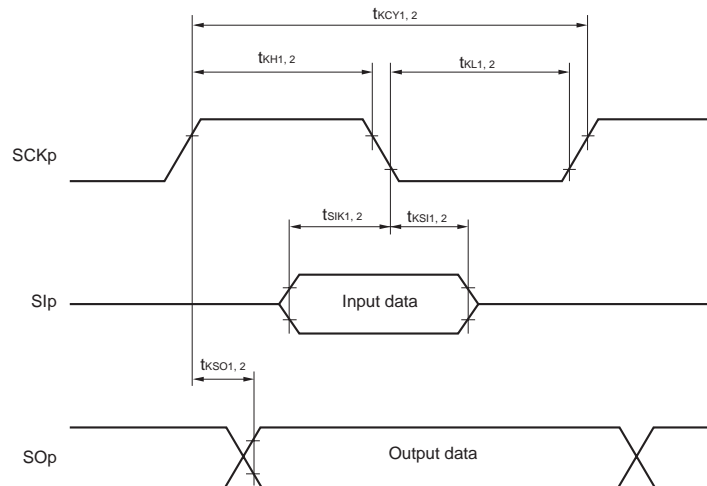 tKCY1, 2
tKH1, 2
tKL1, 2
SCKp
tSIK1, 2
tKSI1, 2
SIp
Input data
tKSO1, 2
SOp
Output data